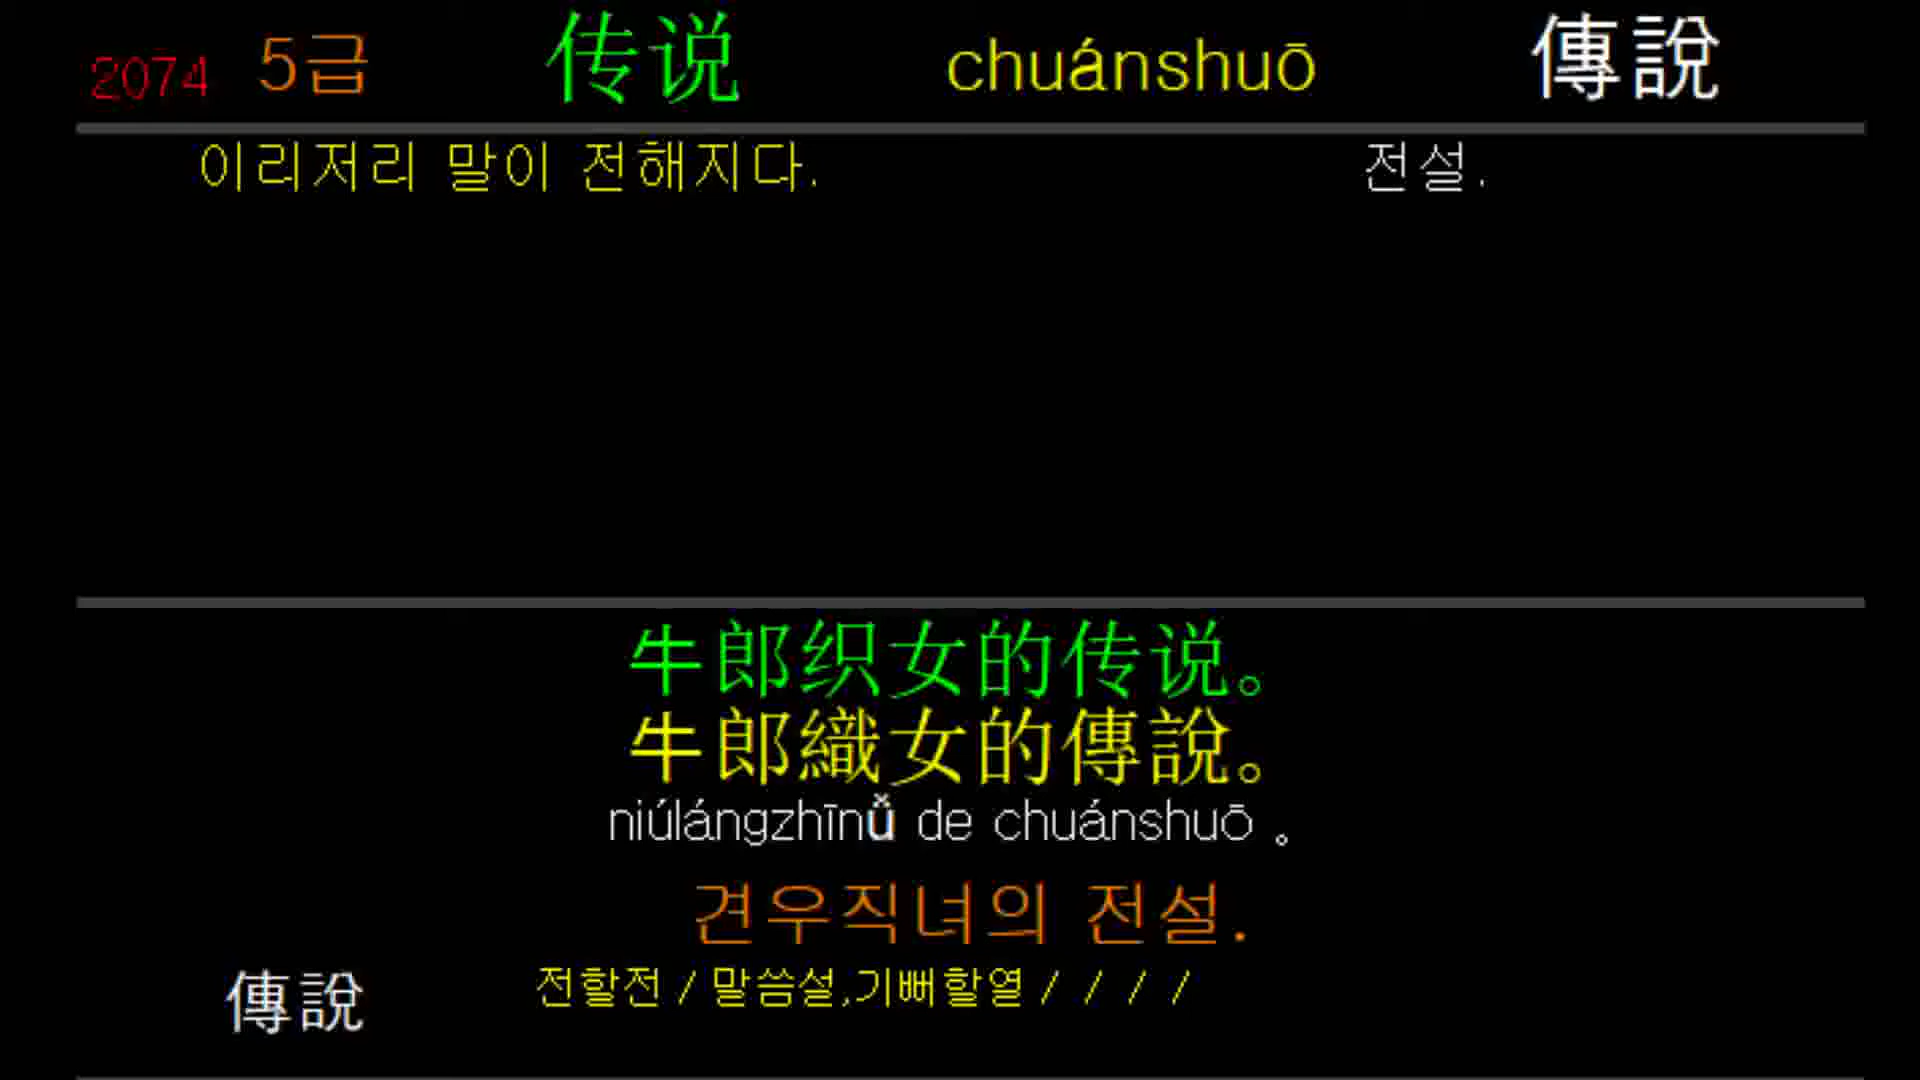 2074 5급 传说 chuánshuō 傳說
이리저리 말이 전해지다. 전설.
牛郎织女的传说。
牛郎織女的傳說。
niúlángzhīnǚ de chuánshuō 。
견우직녀의 전설.
傳說 전할전 / 말씀설,기뻐할열 / / / /